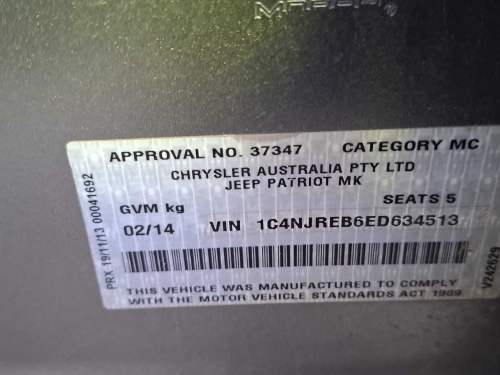 APPROVAL NO. 37347 CATEGORY MC
CHRYSLER AUSTRALIA PTY LTD
JEEP PATRIOT MK
GVM kg SEATS 5
02/14 VIN 1C4NJREB6ED634513
THIS VEHICLE WAS MANUFACTURED TO COMPLY
WITH THE MOTOR VEHICLE STANDARDS ACT 1989
PRX 19/11/13 00041692
V242629